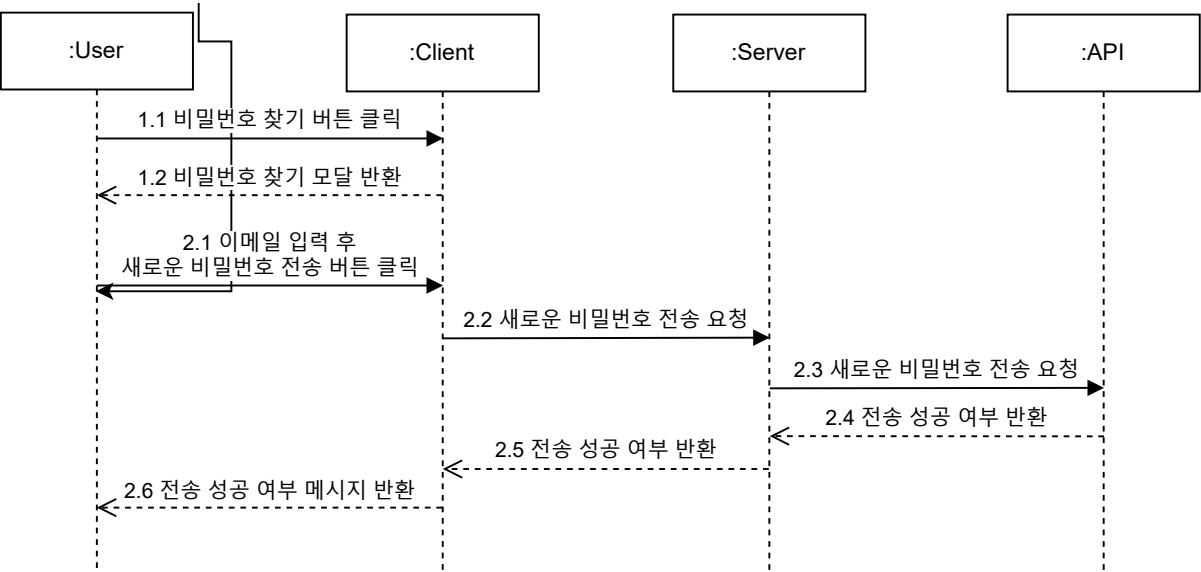 :User
:Client
:Server
:API
1.1 비밀번호 찾기 버튼 클릭
1.2 비밀번호 찾기 모달 반환
2.1 이메일 입력 후
새로운 비밀번호 전송 버튼 클릭
2.2 새로운 비밀번호 전송 요청
2.3 새로운 비밀번호 전송 요청
2.4 전송 성공 여부 반환
2.5 전송 성공 여부 반환
2.6 전송 성공 여부 메시지 반환